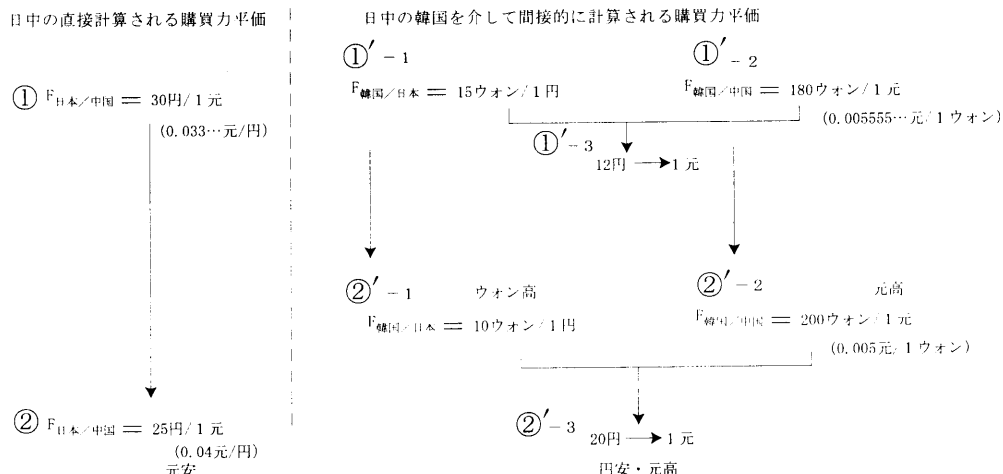 日中の直接計算される購買力平価
① F日本/中国 = 30円/1元
(0.033…元/円)
② F日本/中国 = 25円/1元
(0.04元/円)
元安
日中の韓国を介して間接的に計算される購買力平価
①′-1
F韓国/日本 = 15ウォン/1円
①′-2
F韓国/中国 = 180ウォン/1元
(0.005555…元/1ウォン)
①′-3
12円 → 1元
②′-1 ウォン高
F韓国/日本 = 10ウォン/1円
②′-2 元高
F韓国/中国 = 200ウォン/1元
(0.005元/1ウォン)
②′-3
20円 → 1元
円安・元高